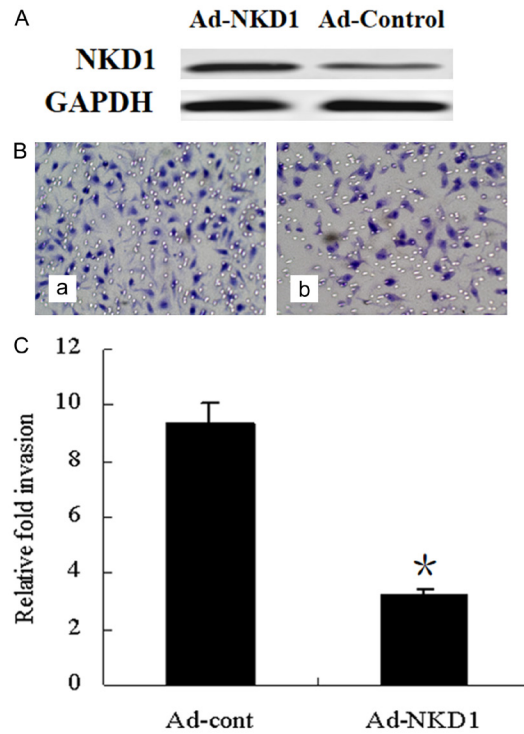 A
Ad-NKD1 Ad-Control
NKD1
GAPDH
B
a
b
C
12
10
8
6
4
2
0
Relative fold invasion
*
Ad-cont
Ad-NKD1